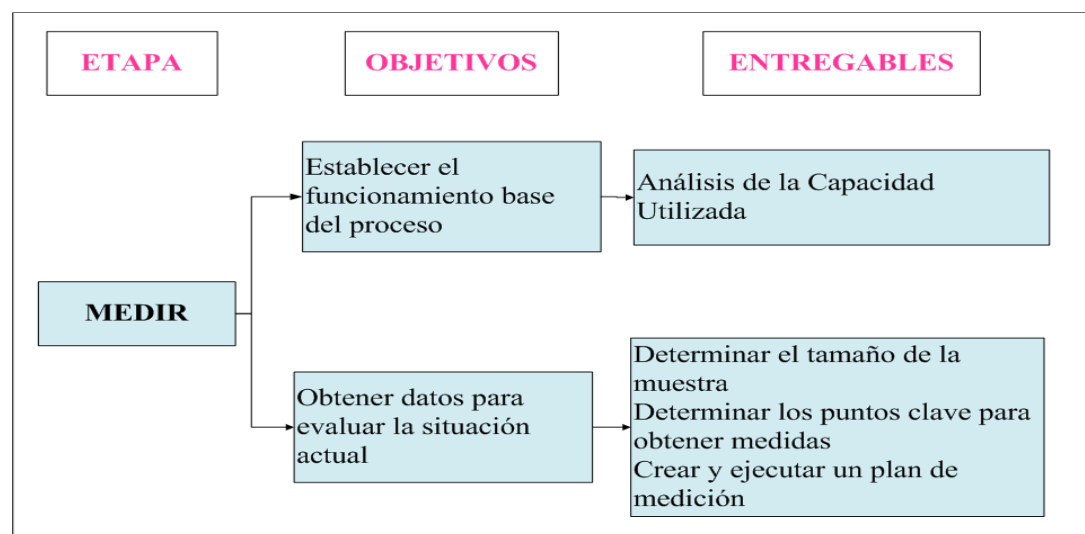 ETAPA
OBJETIVOS
ENTREGABLES
Establecer el
funcionamiento base
del proceso
Análisis de la Capacidad
Utilizada
MEDIR
Obtener datos para
evaluar la situación
actual
Determinar el tamaño de la
muestra
Determinar los puntos clave para
obtener medidas
Crear y ejecutar un plan de
medición